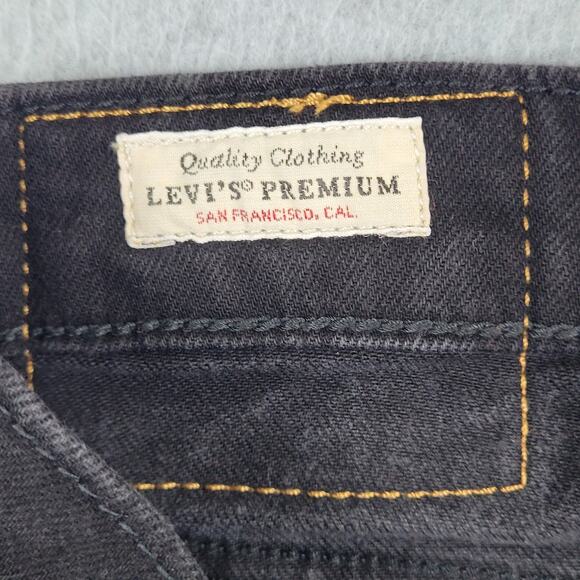 Quality Clothing
LEVI'S® PREMIUM
SAN FRANCISCO, CAL.